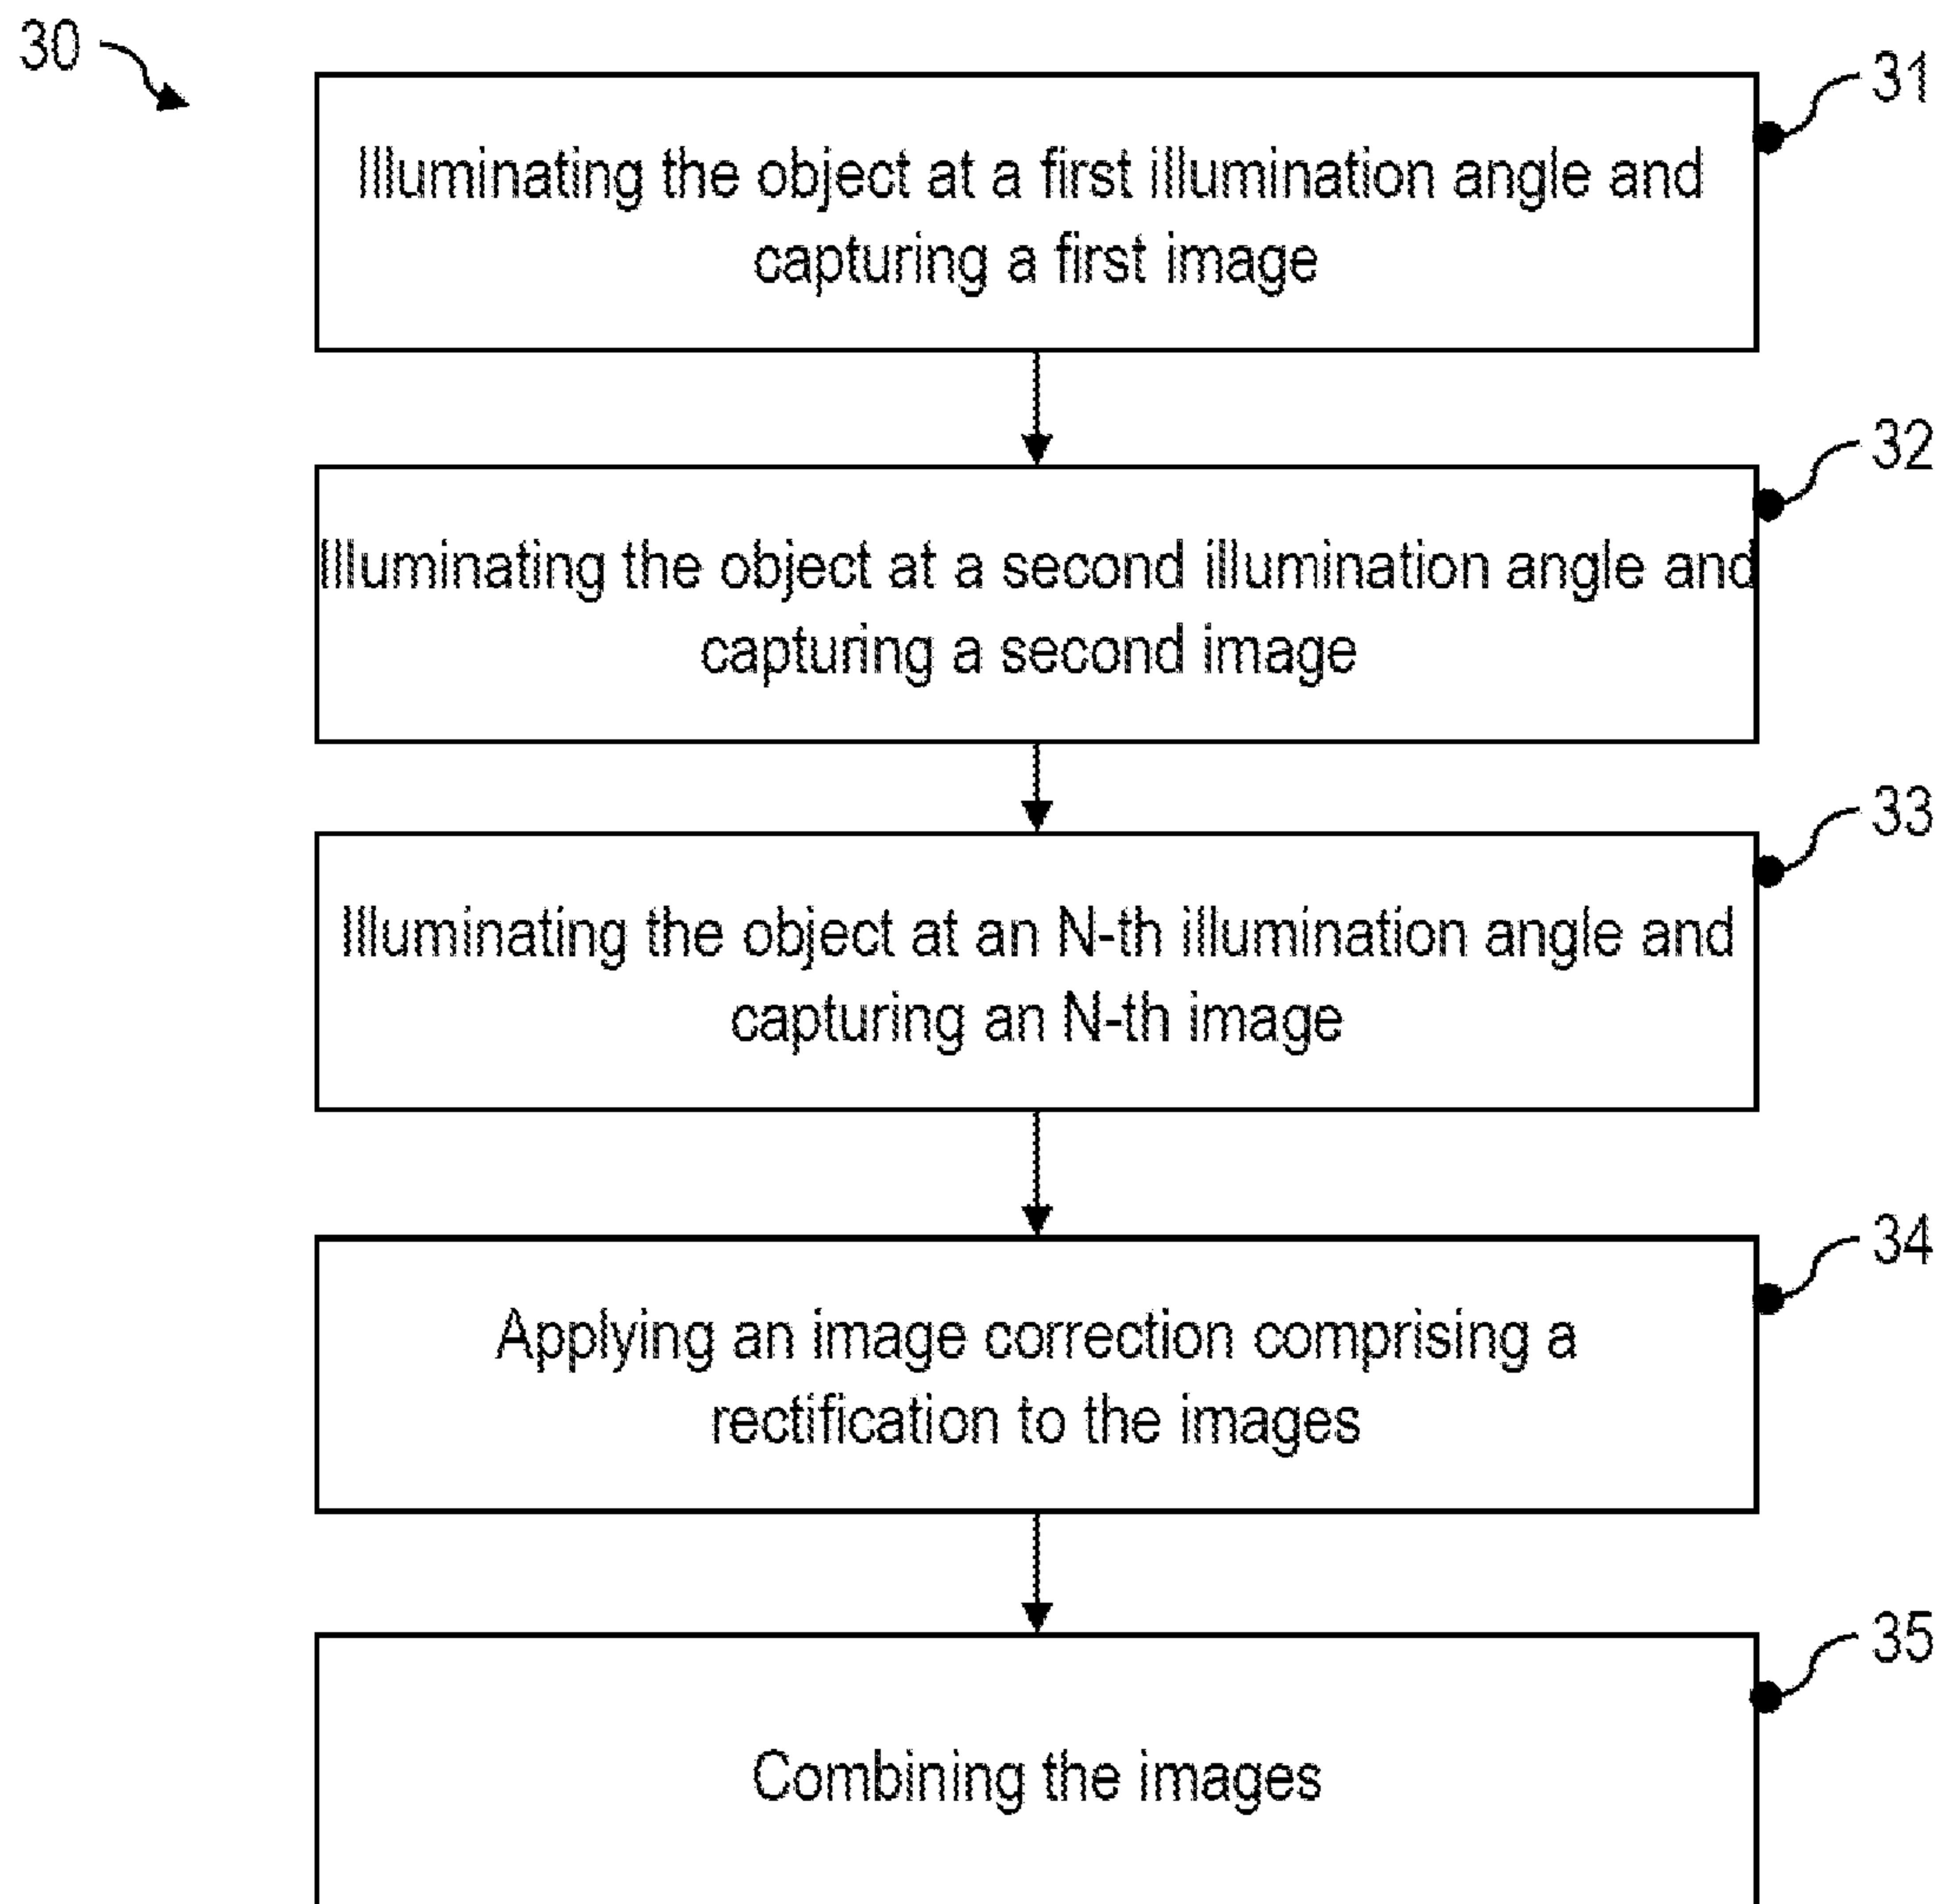 30
31
Illuminating the object at a first illumination angle and
capturing a first image
32
Illuminating the object at a second illumination angle and
capturing a second image
33
Illuminating the object at an N-th illumination angle and
capturing an N-th image
34
Applying an image correction comprising a
rectification to the images
35
Combining the images